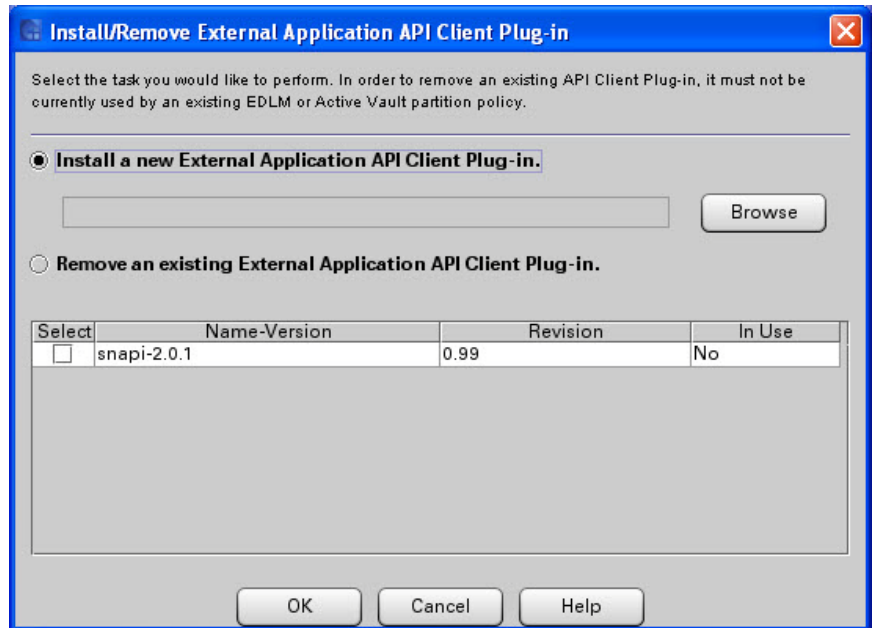 Install/Remove External Application API Client Plug-in
Select the task you would like to perform. In order to remove an existing API Client Plug-in, it must not be
currently used by an existing EDLM or Active Vault partition policy.
Install a new External Application API Client Plug-in.
Browse
Remove an existing External Application API Client Plug-in.
Select Name-Version Revision In Use
snapi-2.0.1 0.99 No
OK Cancel Help